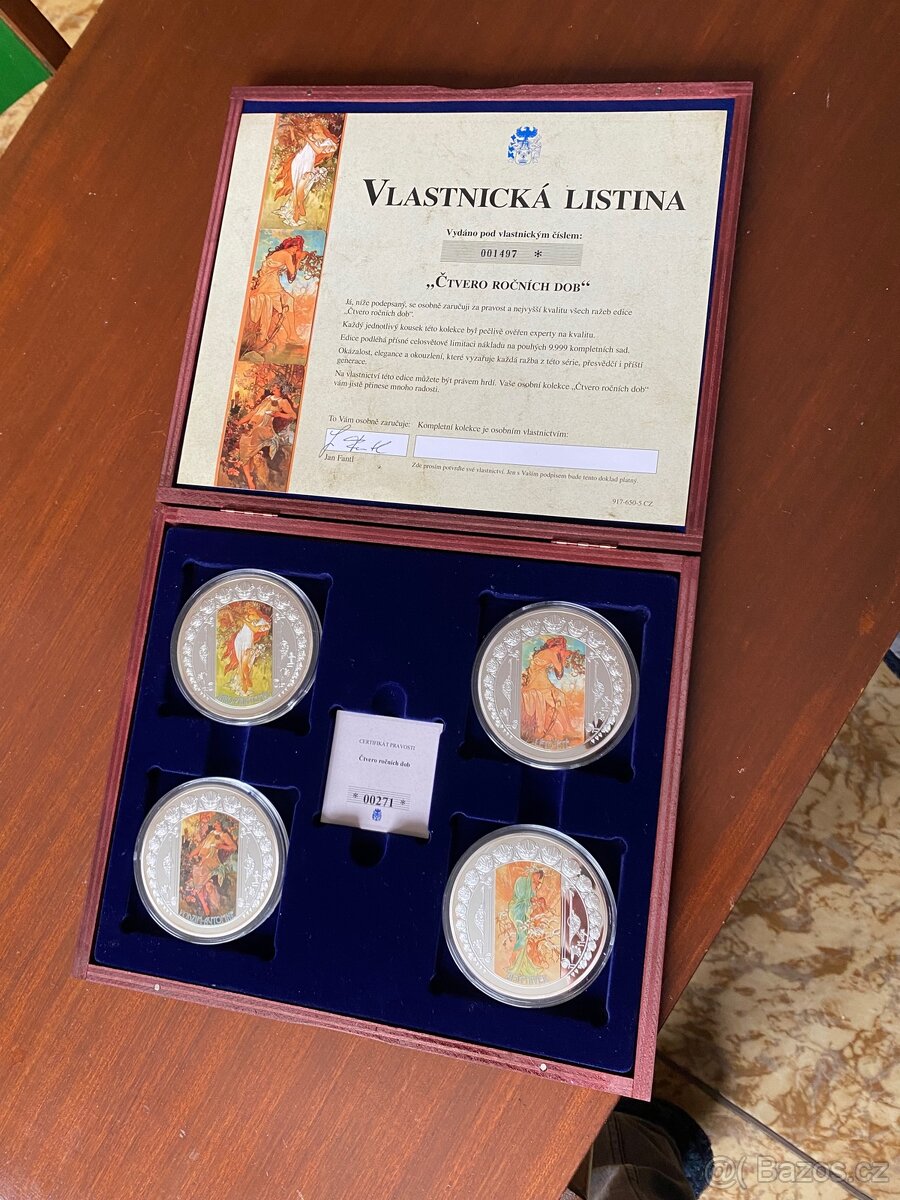 VLASTNICKÁ LISTINA
Vydáno pod vlastnickým číslem:
001497 *
„ČTVERO ROČNÍCH DOB“
Já, níže podepsaný, se osobně zaručuji za pravost a nejvyšší kvalitu všech ražeb edice
„Čtvero ročních dob“.
Každý jednotlivý kousek této kolekce byl pečlivě ověřen experty na kvalitu.
Edice podléhá přísné celosvětové limitaci nákladu na pouhých 9.999 kompletních sad.
Okázalost, elegance a okouzlení, které vyzařuje každá ražba z této série, přesvědčí i příští
generace.
Na vlastnictví této edice můžete být právem hrdí. Vaše osobní kolekce „Čtvero ročních dob“
vám jistě přinese mnoho radosti.
To Vám osobně zaručuje:
Kompletní kolekce je osobním vlastnictvím:
Jan Fantl
Zde prosím potvrďte své vlastnictví. Jen s Vaším podpisem bude tento doklad platný.
917-650-5 CZ
CERTIFIKÁT PRAVOSTI
Čtvero ročních dob
* 00271 *
Bazos.cz